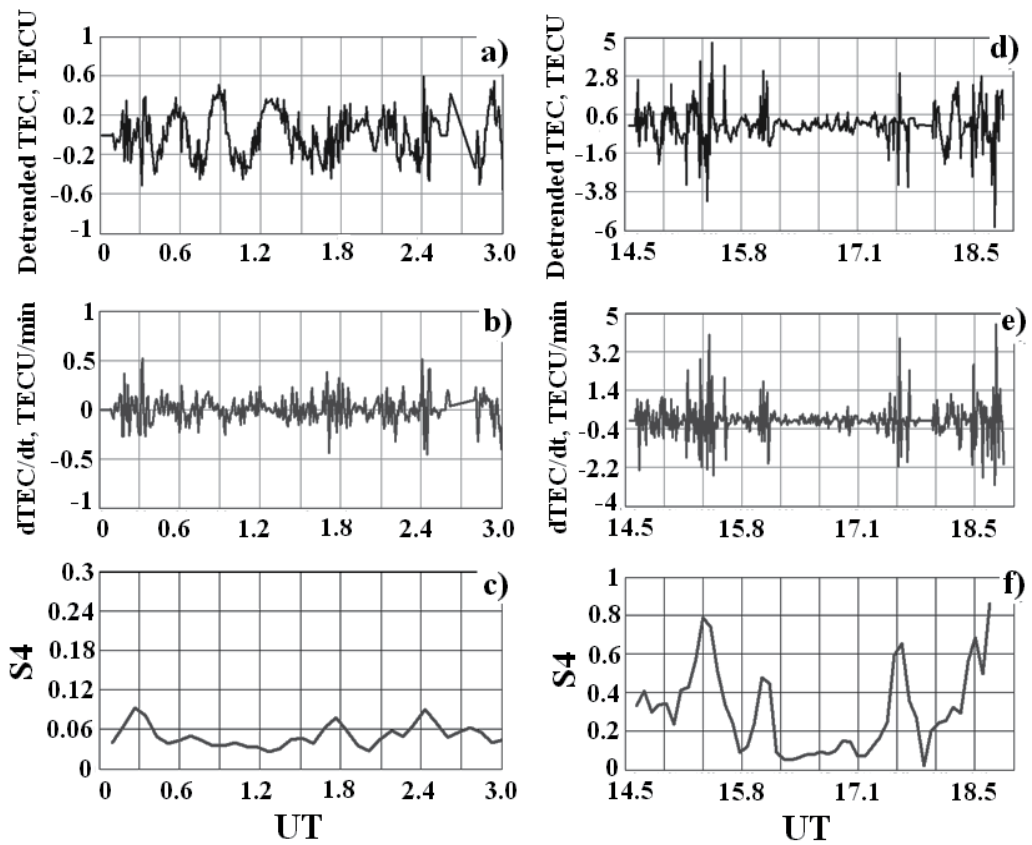 a)
Detrended TEC, TECU
1
0.6
0.2
-0.2
-0.6
-1
0 0.6 1.2 1.8 2.4 3.0
b)
dTEC/dt, TECU/min
1
0.5
0
-0.5
-1
0 0.6 1.2 1.8 2.4 3.0
c)
S4
0.3
0.24
0.18
0.12
0.06
0
0 0.6 1.2 1.8 2.4 3.0
UT
d)
Detrended TEC, TECU
5
2.8
0.6
-1.6
-3.8
-6
14.5 15.8 17.1 18.5
e)
dTEC/dt, TECU/min
5
3.2
1.4
-0.4
-2.2
-4
14.5 15.8 17.1 18.5
f)
S4
1
0.8
0.6
0.4
0.2
0
14.5 15.8 17.1 18.5
UT